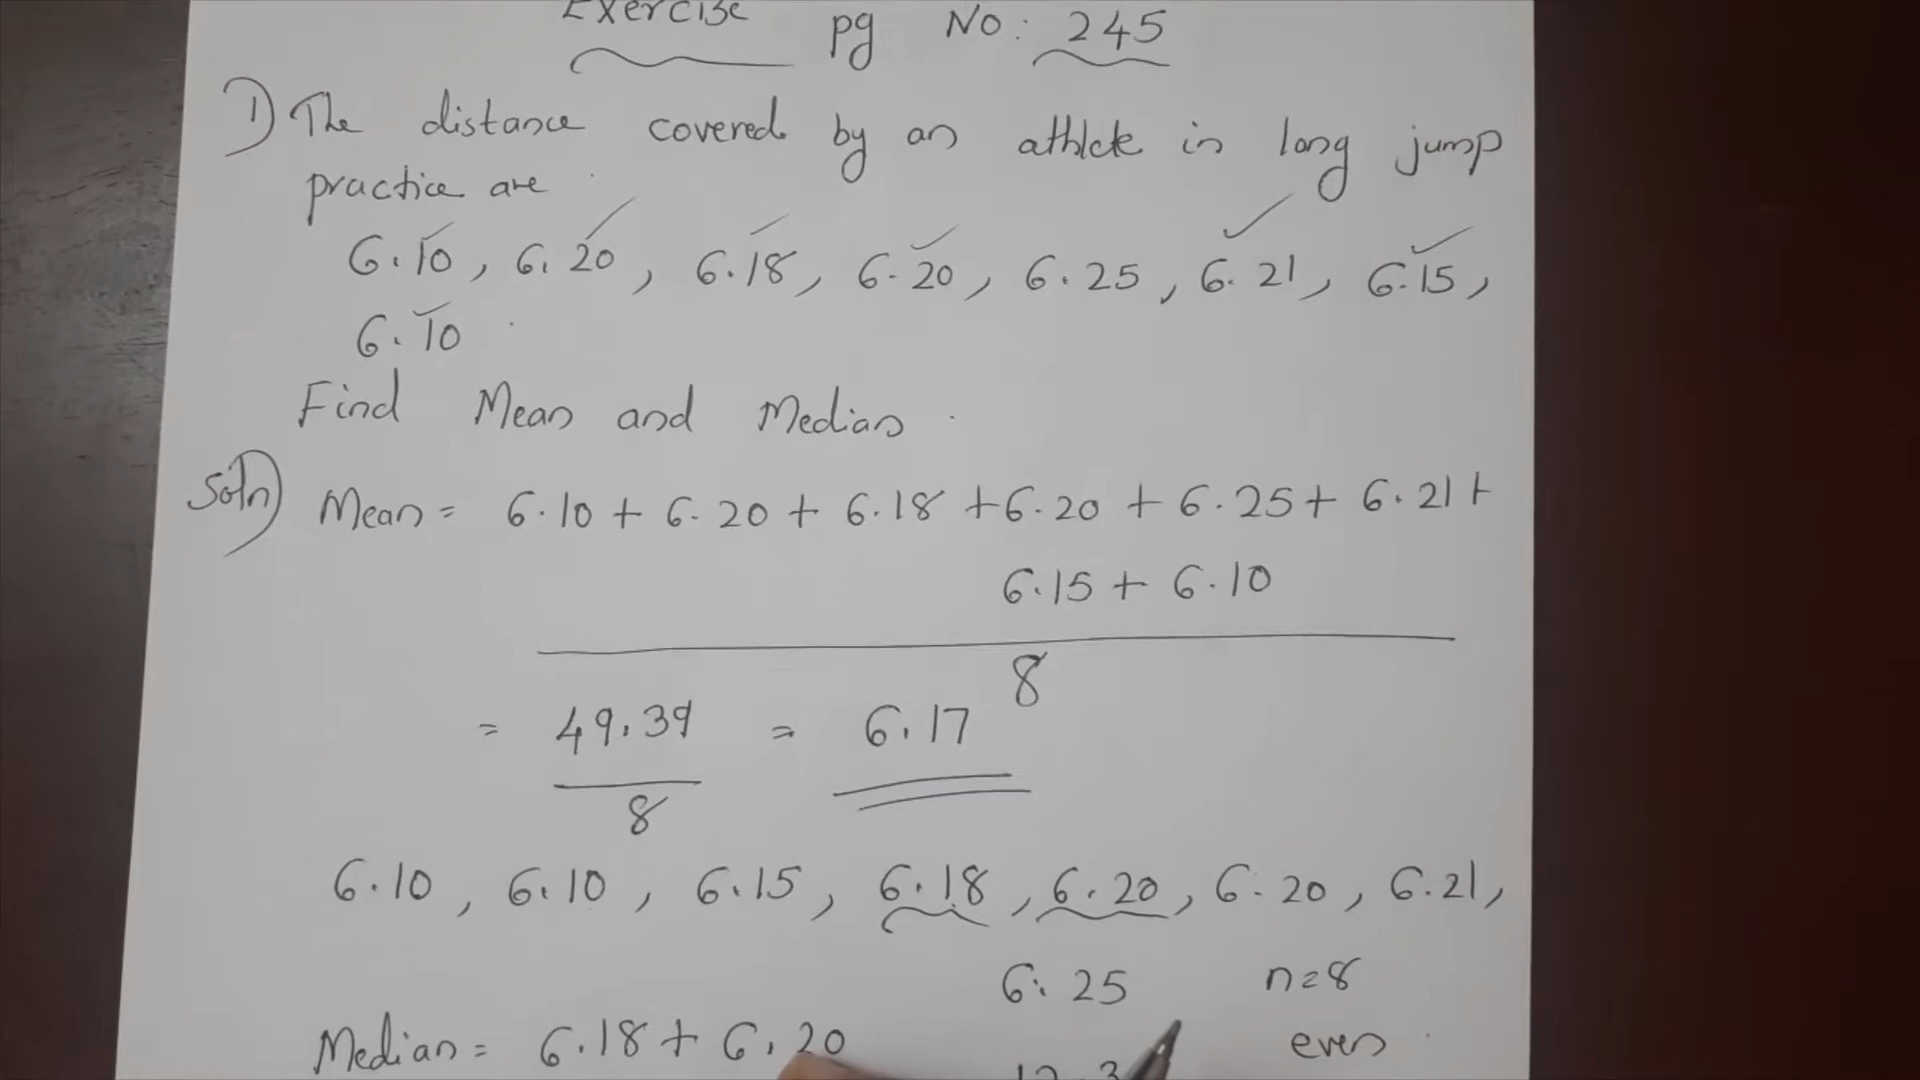 Exercise pg No: 245
1) The distance covered by an athlete in long jump
practice are
6.10, 6.20, 6.18, 6.20, 6.25, 6.21, 6.15,
6.10
Find Mean and Median.
Soln) Mean = 6.10 + 6.20 + 6.18 + 6.20 + 6.25 + 6.21 +
6.15 + 6.10
8
= 49.39 = 6.17
8
6.10, 6.10, 6.15, 6.18, 6.20, 6.20, 6.21,
6.25 n=8
Median = 6.18 + 6.20 even